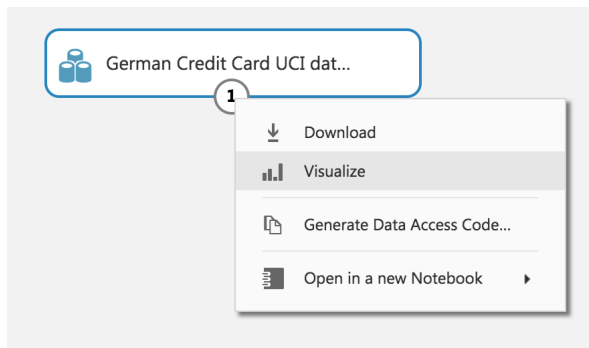 German Credit Card UCI dat...
1
Download
Visualize
Generate Data Access Code...
Open in a new Notebook